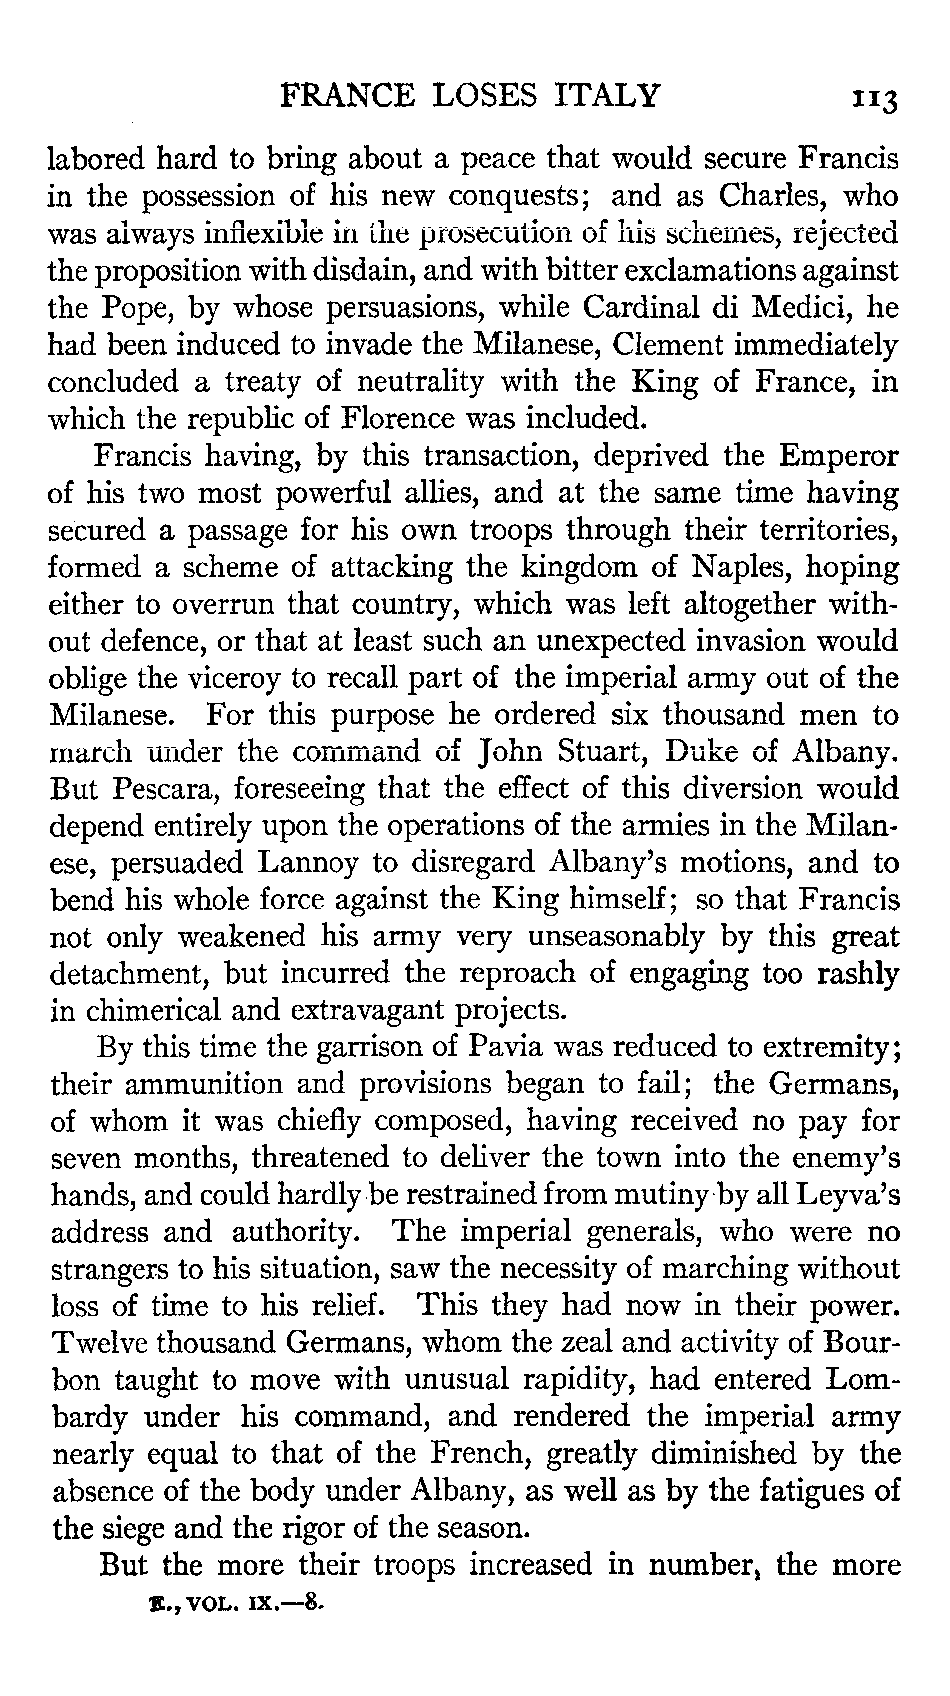 FRANCE LOSES ITALY 113
labored hard to bring about a peace that would secure Francis
in the possession of his new conquests; and as Charles, who
was always inflexible in the prosecution of his schemes, rejected
the proposition with disdain, and with bitter exclamations against
the Pope, by whose persuasions, while Cardinal di Medici, he
had been induced to invade the Milanese, Clement immediately
concluded a treaty of neutrality with the King of France, in
which the republic of Florence was included.
Francis having, by this transaction, deprived the Emperor
of his two most powerful allies, and at the same time having
secured a passage for his own troops through their territories,
formed a scheme of attacking the kingdom of Naples, hoping
either to overrun that country, which was left altogether with-
out defence, or that at least such an unexpected invasion would
oblige the viceroy to recall part of the imperial army out of the
Milanese. For this purpose he ordered six thousand men to
march under the command of John Stuart, Duke of Albany.
But Pescara, foreseeing that the effect of this diversion would
depend entirely upon the operations of the armies in the Milan-
ese, persuaded Lannoy to disregard Albany's motions, and to
bend his whole force against the King himself; so that Francis
not only weakened his army very unseasonably by this great
detachment, but incurred the reproach of engaging too rashly
in chimerical and extravagant projects.
By this time the garrison of Pavia was reduced to extremity;
their ammunition and provisions began to fail; the Germans,
of whom it was chiefly composed, having received no pay for
seven months, threatened to deliver the town into the enemy's
hands, and could hardly be restrained from mutiny by all Leyva's
address and authority. The imperial generals, who were no
strangers to his situation, saw the necessity of marching without
loss of time to his relief. This they had now in their power.
Twelve thousand Germans, whom the zeal and activity of Bour-
bon taught to move with unusual rapidity, had entered Lom-
bardy under his command, and rendered the imperial army
nearly equal to that of the French, greatly diminished by the
absence of the body under Albany, as well as by the fatigues of
the siege and the rigor of the season.
But the more their troops increased in number, the more
E., VOL. IX.—8.